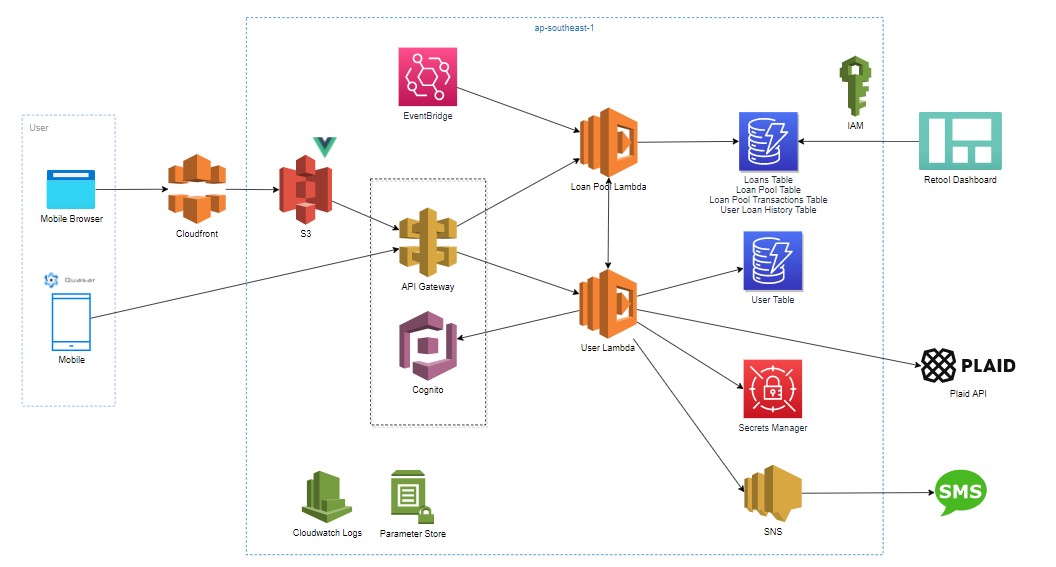 ap-southeast-1
User
EventBridge
IAM
Loan Pool Lambda
Loans Table
Loan Pool Table
Loan Pool Transactions Table
User Loan History Table
Retool Dashboard
Mobile Browser
Cloudfront
S3
API Gateway
Quasar
Mobile
User Table
User Lambda
Cognito
PLAID
Plaid API
Secrets Manager
SMS
Cloudwatch Logs
Parameter Store
SNS